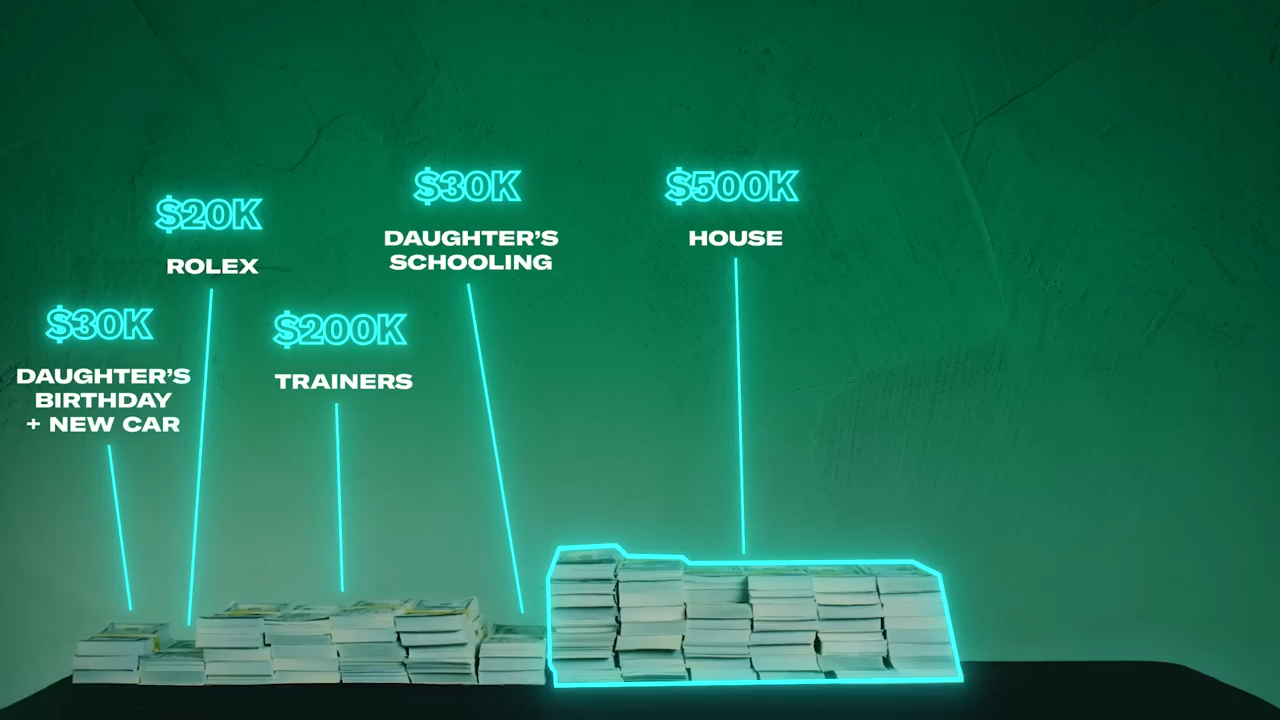 $30K
DAUGHTER'S
BIRTHDAY
+ NEW CAR
$20K
ROLEX
$200K
TRAINERS
$30K
DAUGHTER'S
SCHOOLING
$500K
HOUSE